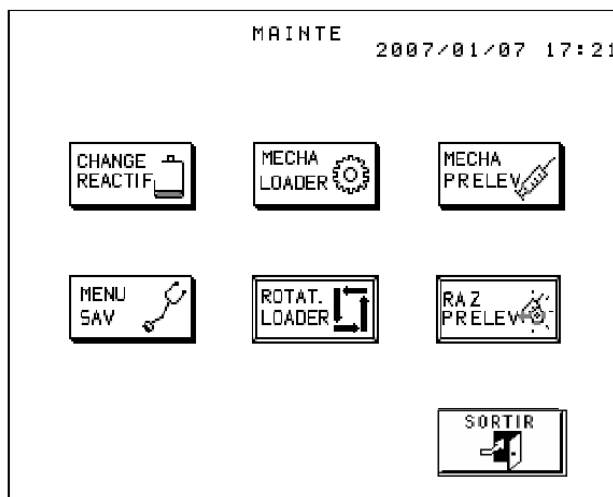 MAINTE
2007/01/07 17:21
CHANGE
REACTIF
MECHA
LOADER
MECHA
PRELEV
MENU
SAV
ROTAT.
LOADER
RAZ
PRELEV
SORTIR